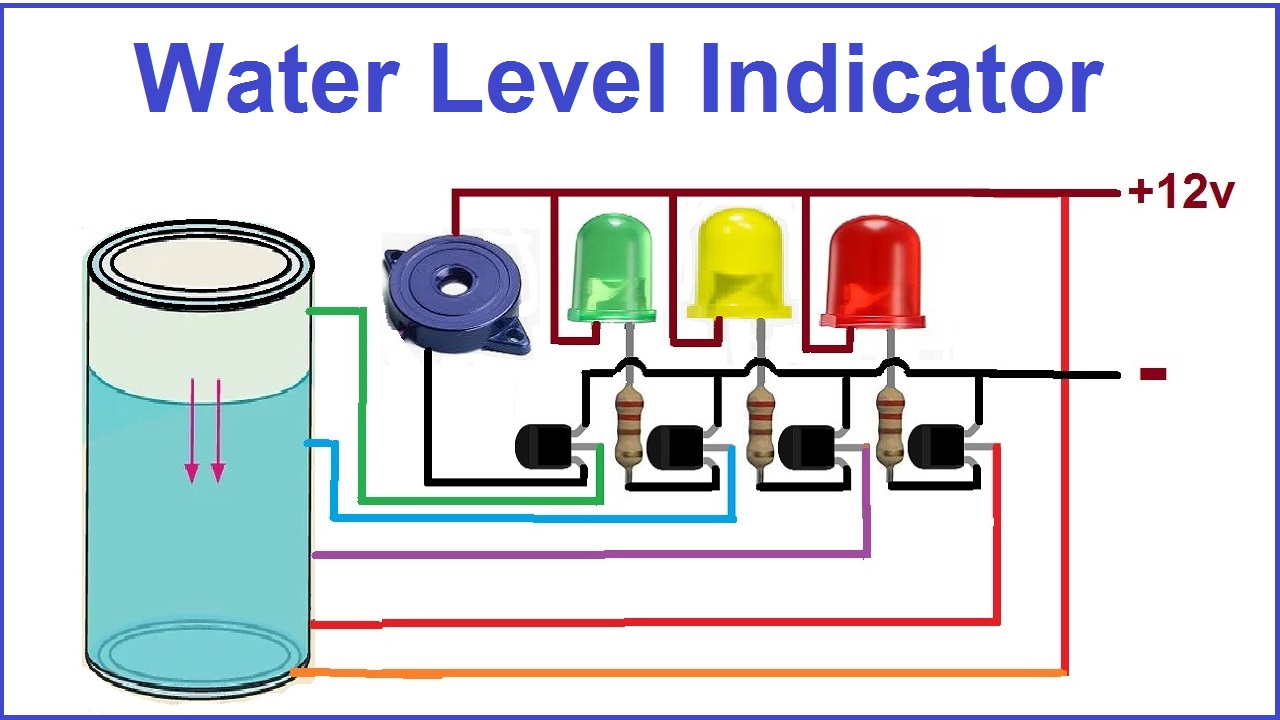 Water Level Indicator
+12v
-